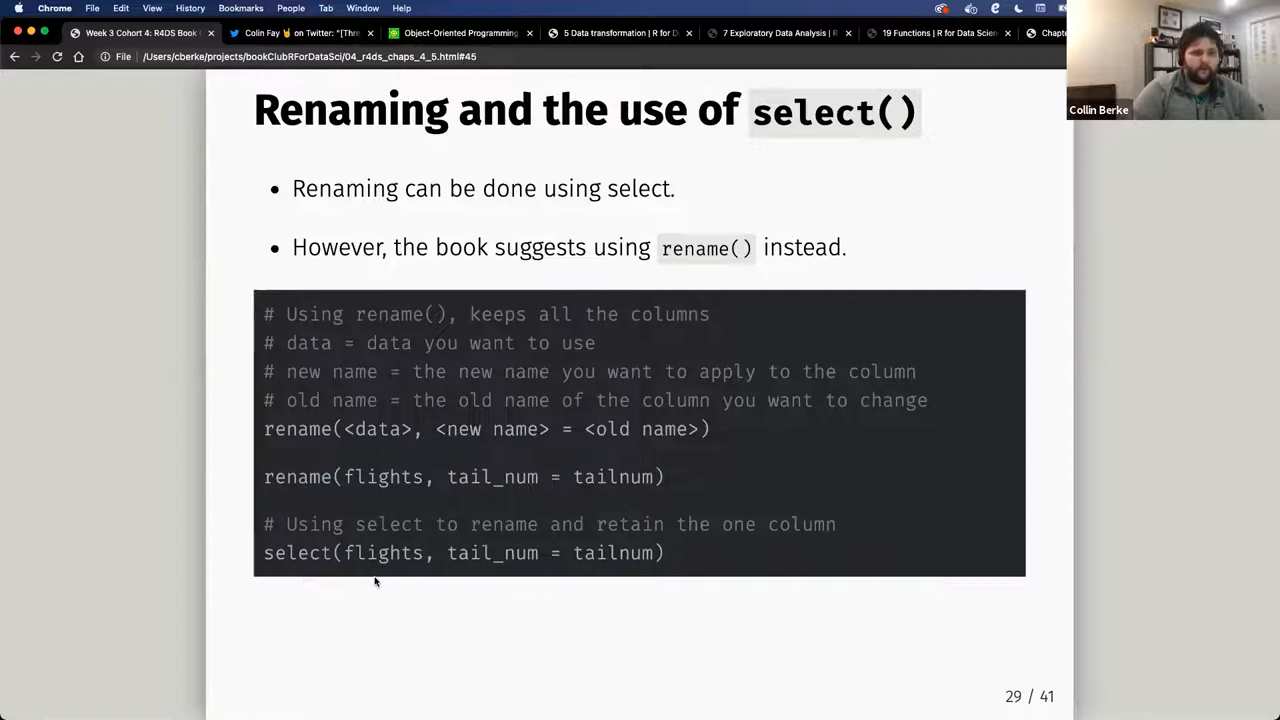 Chrome File Edit View History Bookmarks People Tab Window Help
Week 3 Cohort 4: R4DS Book Colin Fay 🤘 on Twitter: "[Thre Object-Oriented Programming 5 Data transformation | R for D 7 Exploratory Data Analysis | R 19 Functions | R for Data Scien Chapte
File /Users/cberke/projects/bookClubRForDataSci/04_r4ds_chaps_4_5.html#45
Collin Berke
Renaming and the use of select()
• Renaming can be done using select.
• However, the book suggests using rename() instead.
# Using rename(), keeps all the columns
# data = data you want to use
# new name = the new name you want to apply to the column
# old name = the old name of the column you want to change
rename(<data>, <new name> = <old name>)
rename(flights, tail_num = tailnum)
# Using select to rename and retain the one column
select(flights, tail_num = tailnum)
29 / 41